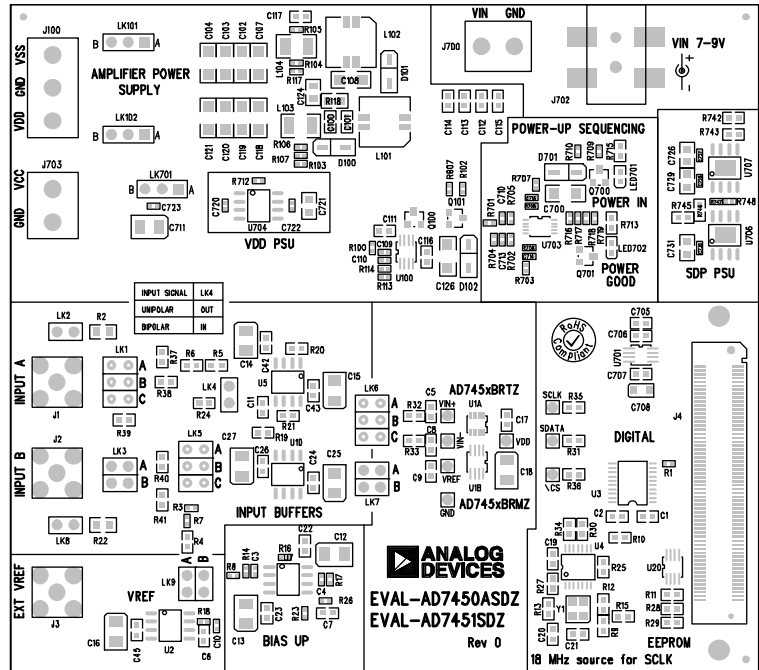 C104 C103 C102 C107
C117
R105
L102
VIN GND
J700
VIN 7-9V
J702
J100
VSS
GND
VDD
LK101
B A
AMPLIFIER POWER
SUPPLY
LK102
B A
L104
R104
R117
C108
D101
C124
R118
L103
C100
C101
C121 C120 C119 C118
R106
R107
R103
D100
L101
C114 C113 C112 C115
POWER-UP SEQUENCING
R742
R743
J703
VCC
GND
LK701
B A
C723
C711
R712
C720
U704
C722
C721
VDD PSU
R807
R102
Q101
Q100
C111
R100
C109
C110
R114
R113
U100
C116
C126
D102
R701
D701
R710
R709
R715
R707
C710
R705
C700
Q700
LED701
POWER IN
U703
R704
C713
R702
R703
R716
R717
R718
R719
R713
LED702
Q701
POWER
GOOD
C726
C729
U707
R745
R748
U706
C731
SDP PSU
INPUT SIGNAL LK4
UNIPOLAR OUT
BIPOLAR IN
LK2
R2
INPUT A
J1
LK1
A
B
C
R37
R38
R39
R6
R5
R24
LK4
C14
C42
R20
U5
C15
C11
C43
R21
R19
U10
LK6
A
B
C
R32
C5
VIN+
AD745xBRTZ
U1A
C17
C8
R33
VIN-
VDD
C9
VREF
U1B
C18
GND
AD745xBRMZ
J2
INPUT B
LK3
A
B
R40
R41
LK5
A
B
C
C27
C26
C24
C25
LK7
A
B
INPUT BUFFERS
LK8
R22
R3
R7
R4
A B
LK9
EXT VREF
J3
VREF
C16
C45
U2
R18
C6
C10
R8
R14
C3
R16
C22
C12
C4
R17
R26
C13
C23
R23
C7
BIAS UP
ANALOG
DEVICES
EVAL-AD7450ASDZ
EVAL-AD7451SDZ
Rev 0
RoHS
Compliant
C705
C706
U701
C707
C708
J4
SCLK
R35
SDATA
R31
\CS
R36
DIGITAL
U3
R1
C2
C1
R34
R30
R10
C19
U4
R25
U20
R27
R12
R13
Y1
R15
R9
C20
C21
R11
R28
R29
EEPROM
18 MHz source for SCLK